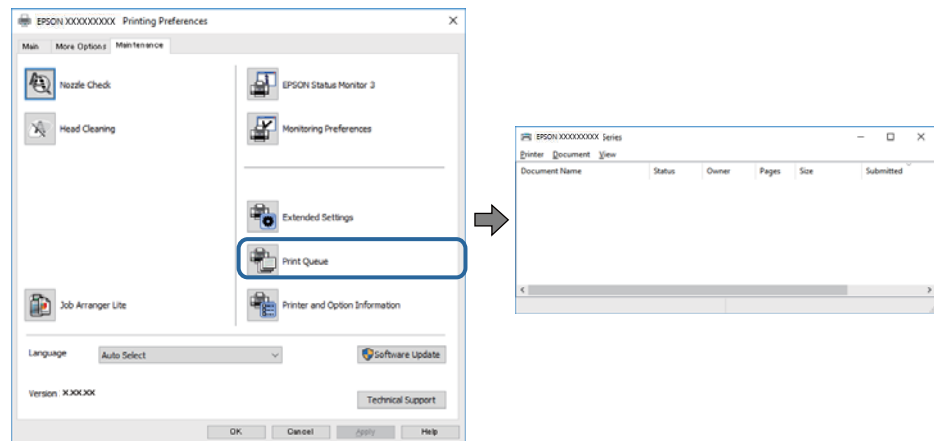 EPSON XXXXXXXXX Printing Preferences
Main More Options Maintenance
Nozzle Check
EPSON Status Monitor 3
Head Cleaning
Monitoring Preferences
Extended Settings
Print Queue
Job Arranger Lite
Printer and Option Information
Language Auto Select
Software Update
Version X.XX.XX
Technical Support
OK Cancel Apply Help
EPSON XXXXXXXXX Series
Printer Document View
Document Name Status Owner Pages Size Submitted